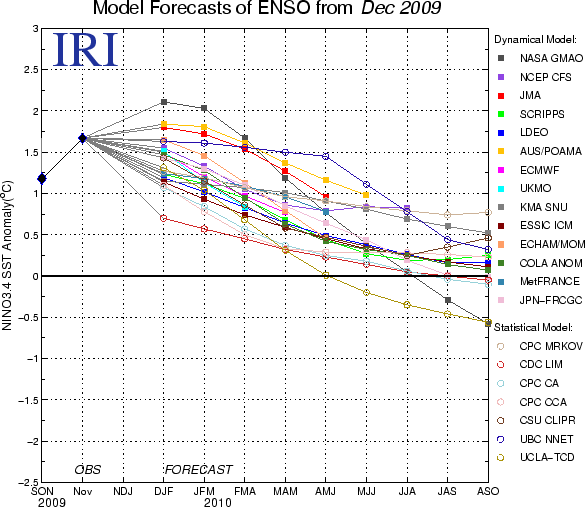 Model Forecasts of ENSO from Dec 2009
IRI
NINO3.4 SST Anomaly(°C)
3
2.5
2
1.5
1
0.5
0
−0.5
−1
−1.5
−2
−2.5
OBS FORECAST
SON Nov NDJ DJF JFM FMA MAM AMJ MJJ JJA JAS ASO
2009 2010
Dynamical Model:
NASA GMAO
NCEP CFS
JMA
SCRIPPS
LDEO
AUS/POAMA
ECMWF
UKMO
KMA SNU
ESSIC ICM
ECHAM/MOM
COLA ANOM
MetFRANCE
JPN−FRCGC
Statistical Model:
CPC MRKOV
CDC LIM
CPC CA
CPC CCA
CSU CLIPR
UBC NNET
UCLA−TCD